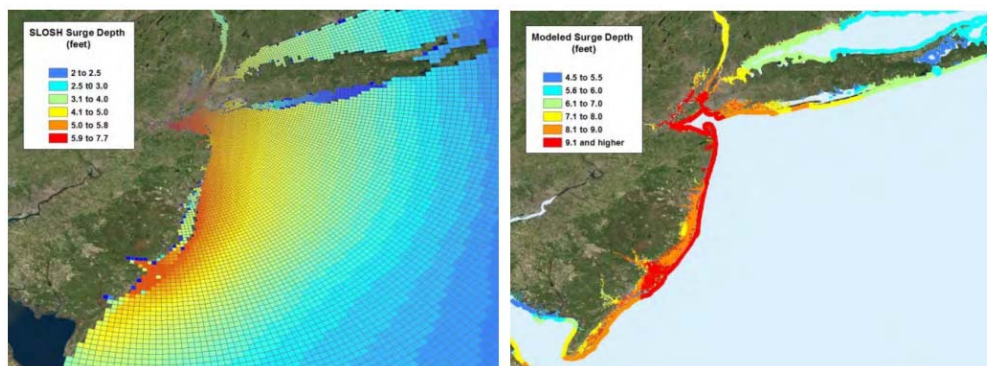 SLOSH Surge Depth
(feet)
2 to 2.5
2.5 t0 3.0
3.1 to 4.0
4.1 to 5.0
5.0 to 5.8
5.9 to 7.7
Modeled Surge Depth
(feet)
4.5 to 5.5
5.6 to 6.0
6.1 to 7.0
7.1 to 8.0
8.1 to 9.0
9.1 and higher